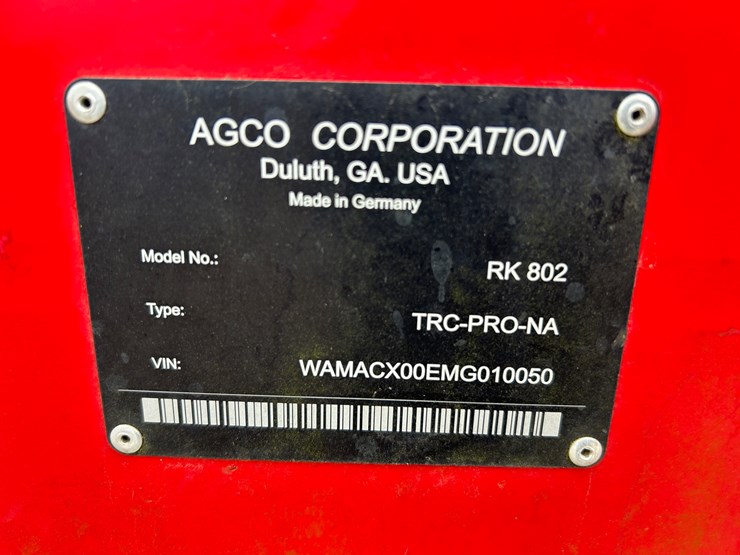 AGCO CORPORATION
Duluth, GA. USA
Made in Germany
Model No.: RK 802
Type: TRC-PRO-NA
VIN: WAMACX00EMG010050